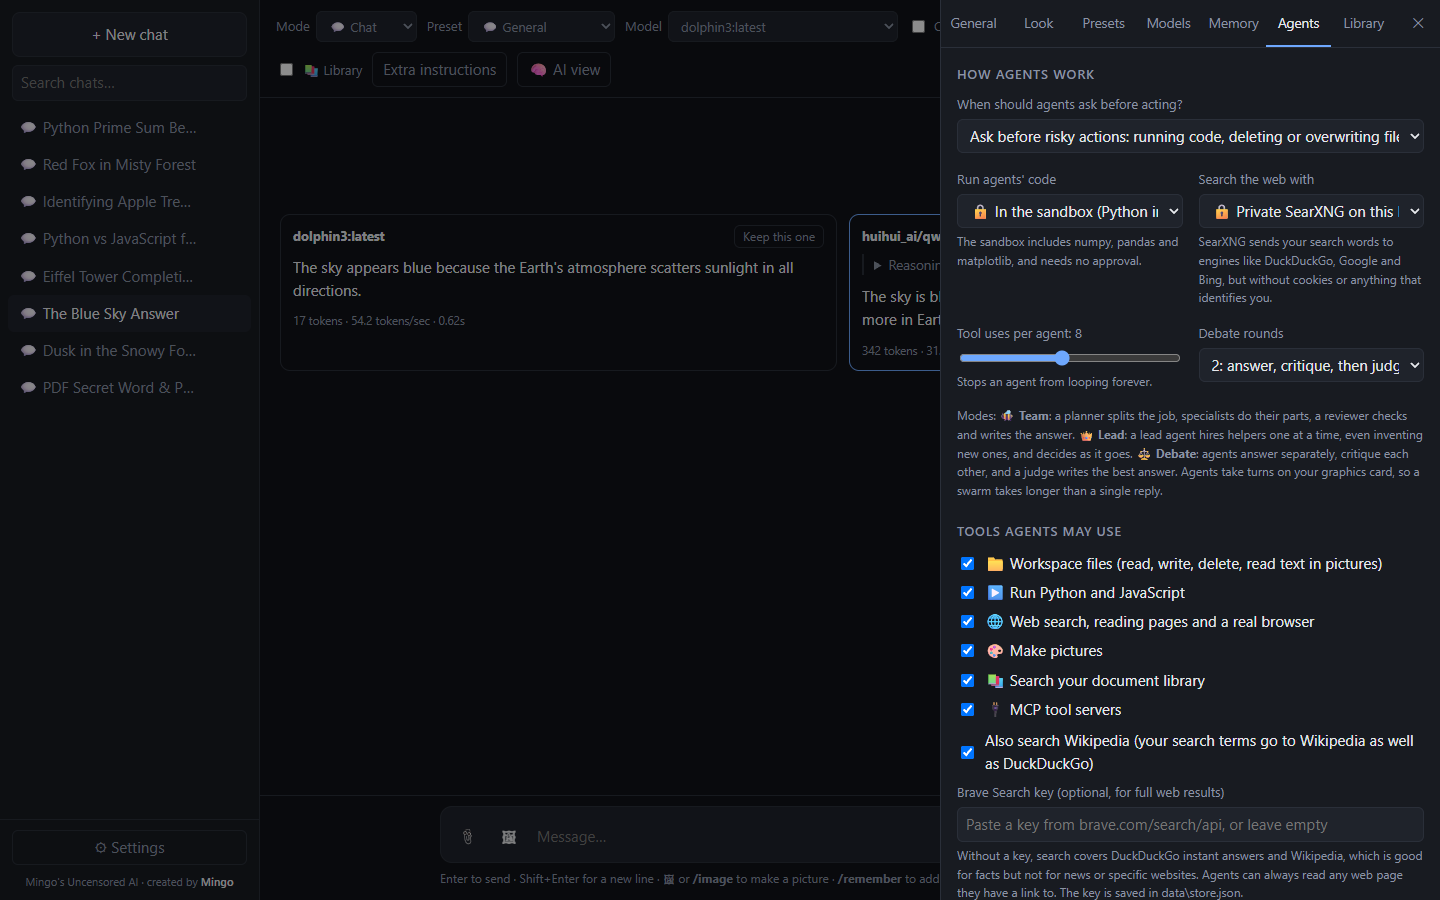 + New chat
Search chats...
Python Prime Sum Be...
Red Fox in Misty Forest
Identifying Apple Tre...
Python vs JavaScript f...
Eiffel Tower Completi...
The Blue Sky Answer
Dusk in the Snowy Fo...
PDF Secret Word & P...
Settings
Mingo's Uncensored AI · created by Mingo
Mode Chat Preset General Model dolphin3:latest
Library Extra instructions AI view
dolphin3:latest Keep this one
The sky appears blue because the Earth's atmosphere scatters sunlight in all
directions.
17 tokens · 54.2 tokens/sec · 0.62s
huihui_ai/qw
Reasonin
The sky is bl
more in Eart
342 tokens · 31.
Message...
Enter to send · Shift+Enter for a new line · or /image to make a picture · /remember to add
General Look Presets Models Memory Agents Library
HOW AGENTS WORK
When should agents ask before acting?
Ask before risky actions: running code, deleting or overwriting file
Run agents' code
In the sandbox (Python in
The sandbox includes numpy, pandas and
matplotlib, and needs no approval.
Search the web with
Private SearXNG on this
SearXNG sends your search words to
engines like DuckDuckGo, Google and
Bing, but without cookies or anything that
identifies you.
Tool uses per agent: 8
Stops an agent from looping forever.
Debate rounds
2: answer, critique, then judg
Modes: Team: a planner splits the job, specialists do their parts, a reviewer checks
and writes the answer. Lead: a lead agent hires helpers one at a time, even inventing
new ones, and decides as it goes. Debate: agents answer separately, critique each
other, and a judge writes the best answer. Agents take turns on your graphics card, so a
swarm takes longer than a single reply.
TOOLS AGENTS MAY USE
Workspace files (read, write, delete, read text in pictures)
Run Python and JavaScript
Web search, reading pages and a real browser
Make pictures
Search your document library
MCP tool servers
Also search Wikipedia (your search terms go to Wikipedia as well
as DuckDuckGo)
Brave Search key (optional, for full web results)
Paste a key from brave.com/search/api, or leave empty
Without a key, search covers DuckDuckGo instant answers and Wikipedia, which is good
for facts but not for news or specific websites. Agents can always read any web page
they have a link to. The key is saved in data\store.json.